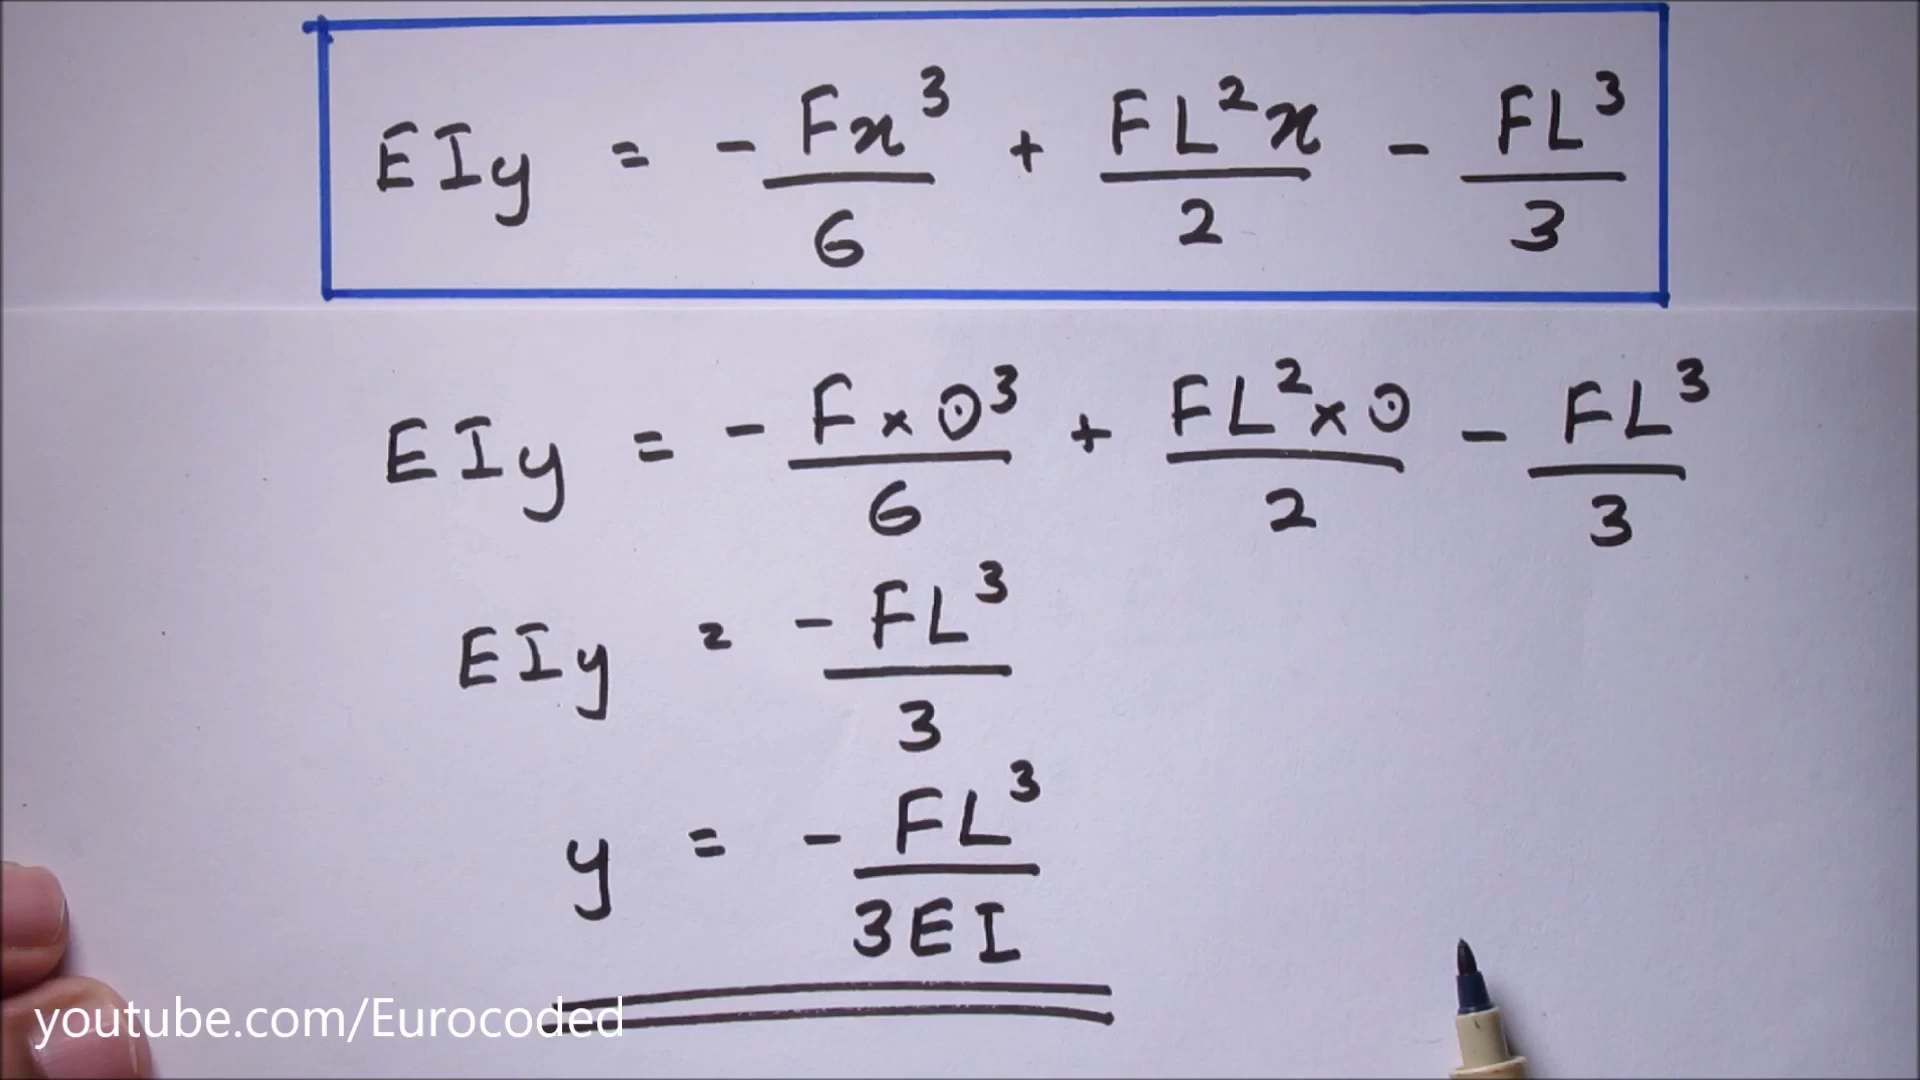 EIy = - Fx³/6 + FL²x/2 - FL³/3
EIy = - F×0³/6 + FL²×0/2 - FL³/3
EIy = - FL³/3
y = - FL³/3EI
youtube.com/Eurocoded